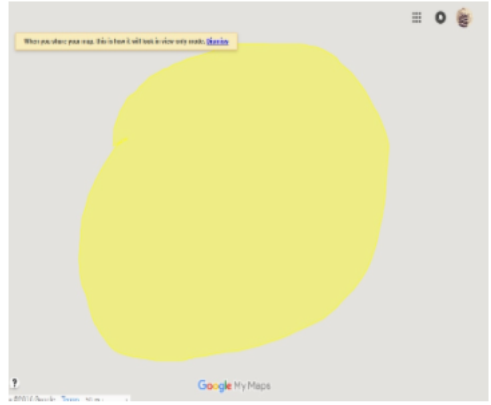 When you share your map, this is how it will look in view only mode. Dismiss
?
Google My Maps
Terms